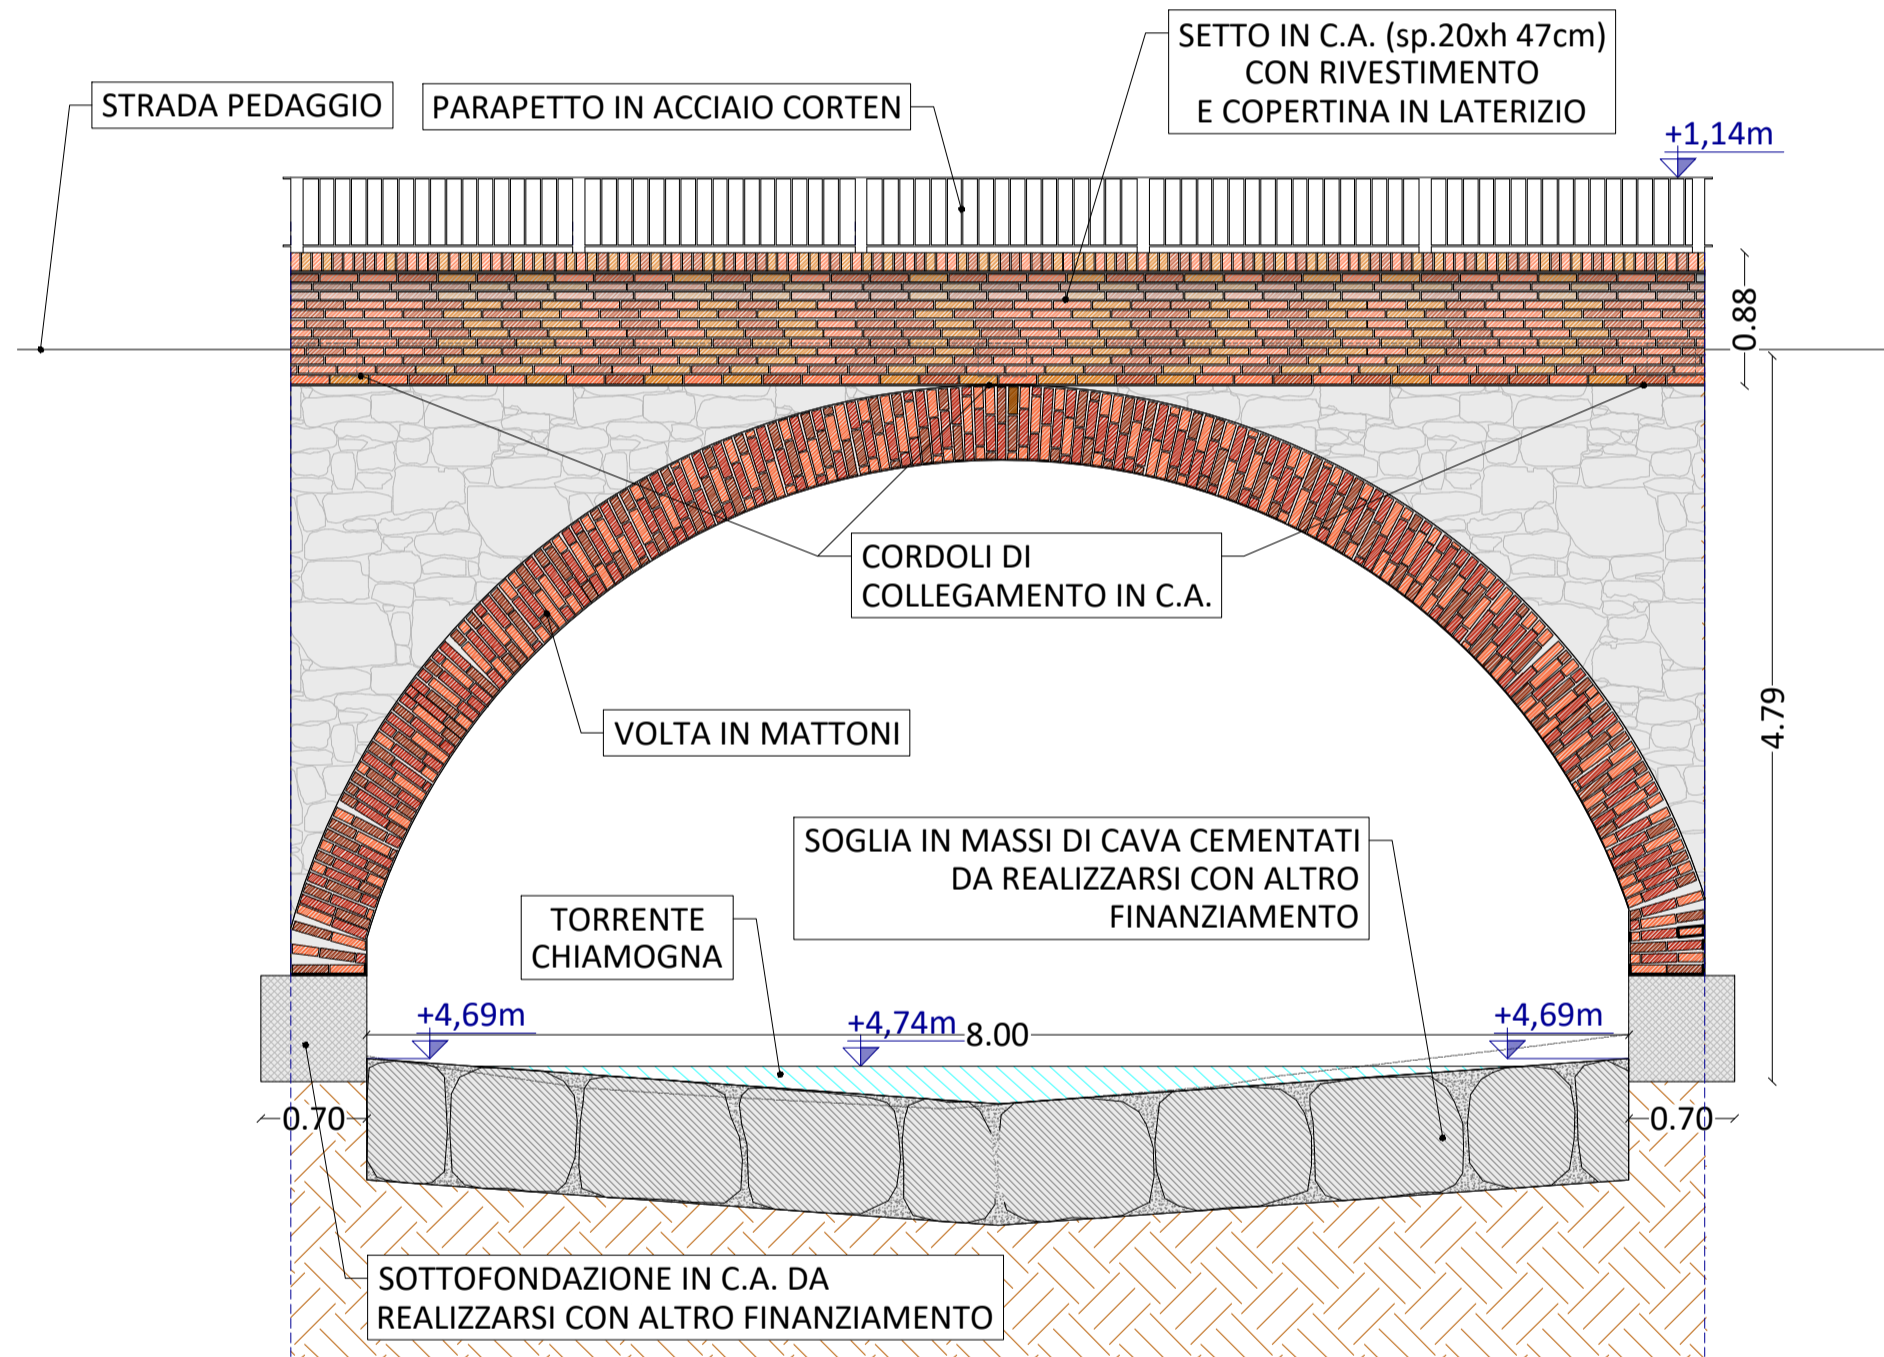 SETTO IN C.A. (sp.20xh 47cm)
CON RIVESTIMENTO
E COPERTINA IN LATERIZIO
STRADA PEDAGGIO
PARAPETTO IN ACCIAIO CORTEN
+1,14m
0.88
CORDOLI DI
COLLEGAMENTO IN C.A.
4.79
VOLTA IN MATTONI
SOGLIA IN MASSI DI CAVA CEMENTATI
DA REALIZZARSI CON ALTRO
FINANZIAMENTO
TORRENTE
CHIAMOGNA
+4,69m
+4,74m
8.00
+4,69m
0.70
0.70
SOTTOFONDAZIONE IN C.A. DA
REALIZZARSI CON ALTRO FINANZIAMENTO